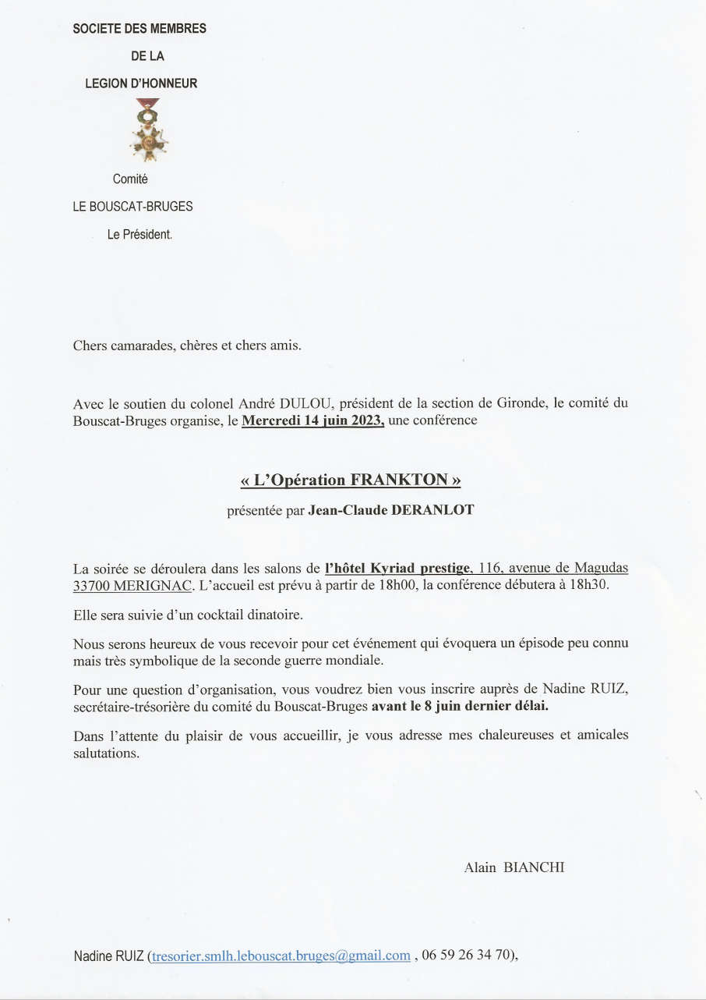 SOCIETE DES MEMBRES
DE LA
LEGION D'HONNEUR
Comité
LE BOUSCAT-BRUGES
Le Président.
Chers camarades, chères et chers amis.
Avec le soutien du colonel André DULOU, président de la section de Gironde, le comité du
Bouscat-Bruges organise, le Mercredi 14 juin 2023, une conférence
« L'Opération FRANKTON »
présentée par Jean-Claude DERANLOT
La soirée se déroulera dans les salons de l'hôtel Kyriad prestige, 116, avenue de Magudas
33700 MERIGNAC. L'accueil est prévu à partir de 18h00, la conférence débutera à 18h30.
Elle sera suivie d'un cocktail dinatoire.
Nous serons heureux de vous recevoir pour cet événement qui évoquera un épisode peu connu
mais très symbolique de la seconde guerre mondiale.
Pour une question d'organisation, vous voudrez bien vous inscrire auprès de Nadine RUIZ,
secrétaire-trésorière du comité du Bouscat-Bruges avant le 8 juin dernier délai.
Dans l'attente du plaisir de vous accueillir, je vous adresse mes chaleureuses et amicales
salutations.
Alain BIANCHI
Nadine RUIZ (tresorier.smlh.lebouscat.bruges@gmail.com , 06 59 26 34 70),